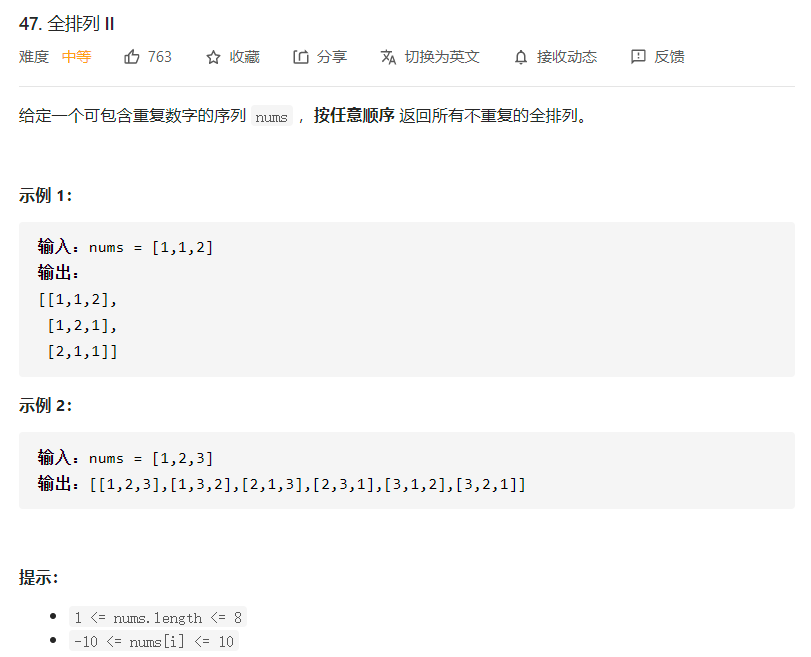 47. 全排列 II
难度 中等 763 收藏 分享 切换为英文 接收动态 反馈
给定一个可包含重复数字的序列 nums ，按任意顺序 返回所有不重复的全排列。
示例 1：
输入：nums = [1,1,2]
输出：
[[1,1,2],
[1,2,1],
[2,1,1]]
示例 2：
输入：nums = [1,2,3]
输出：[[1,2,3],[1,3,2],[2,1,3],[2,3,1],[3,1,2],[3,2,1]]
提示：
1 <= nums.length <= 8
-10 <= nums[i] <= 10